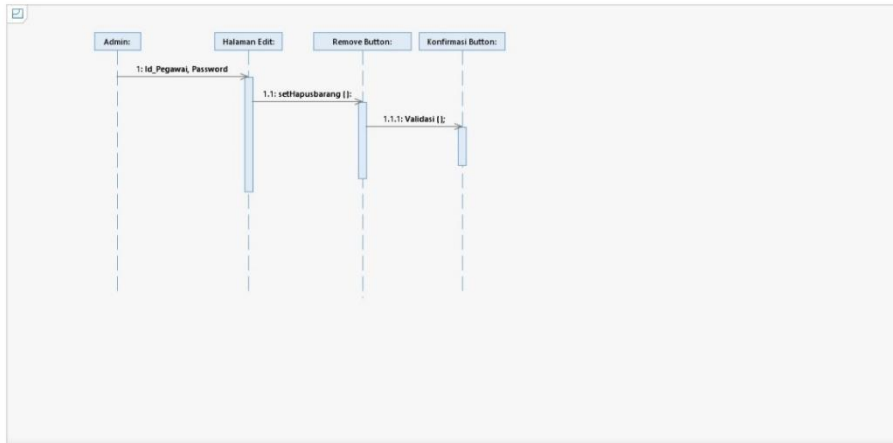 Admin:
Halaman Edit:
Remove Button:
Konfirmasi Button:
1: Id_Pegawai, Password
1.1: setHapusbarang ();
1.1.1: Validasi ();